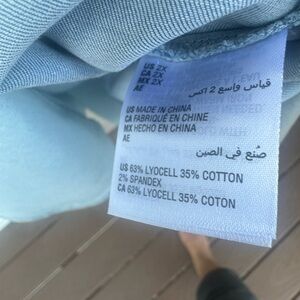 US 2X
CA 2X
MX 2X
AE
قياس واسع 2 اكس
US MADE IN CHINA
CA FABRIQUÉ EN CHINE
MX HECHO EN CHINA
AE
صُنع في الصين
US 63% LYOCELL 35% COTTON
2% SPANDEX
CA 63% LYOCELL 35% COTON